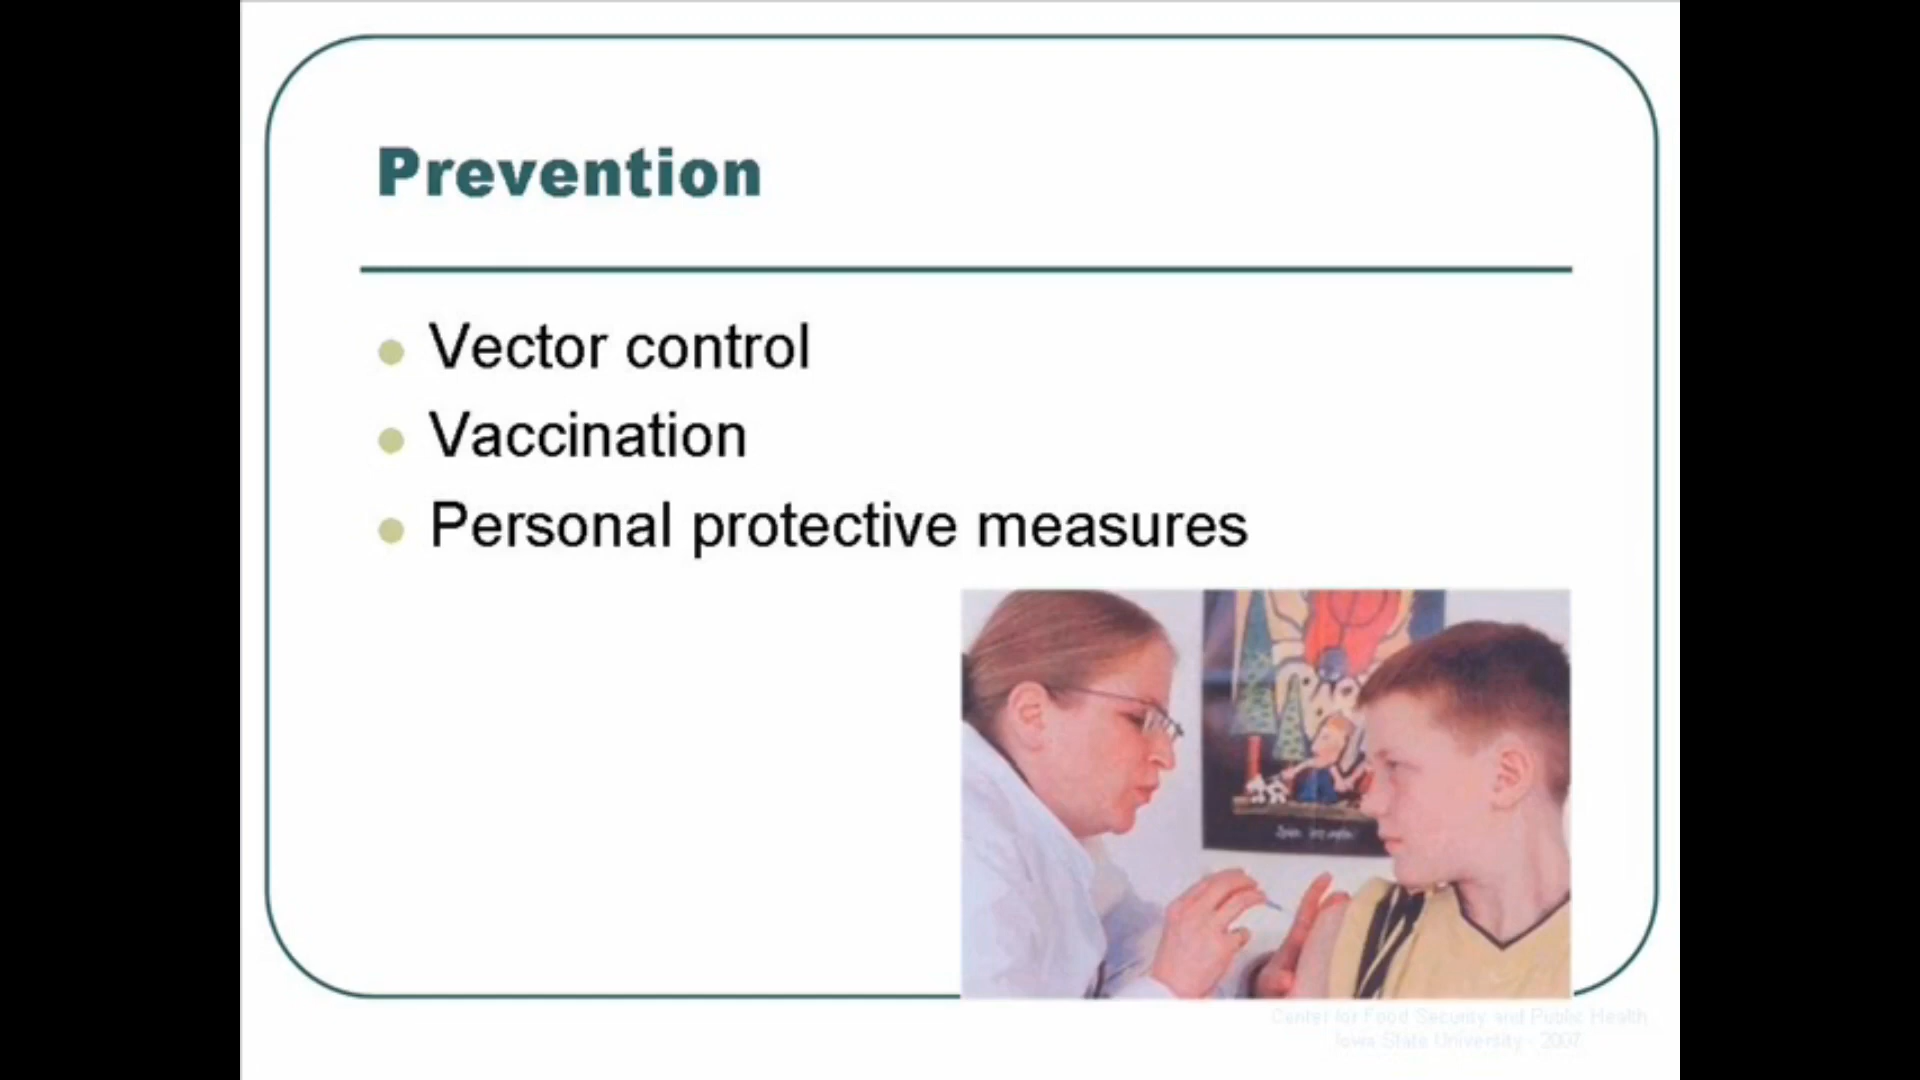 Prevention
Vector control
Vaccination
Personal protective measures
Center for Food Security and Public Health
Iowa State University - 2007